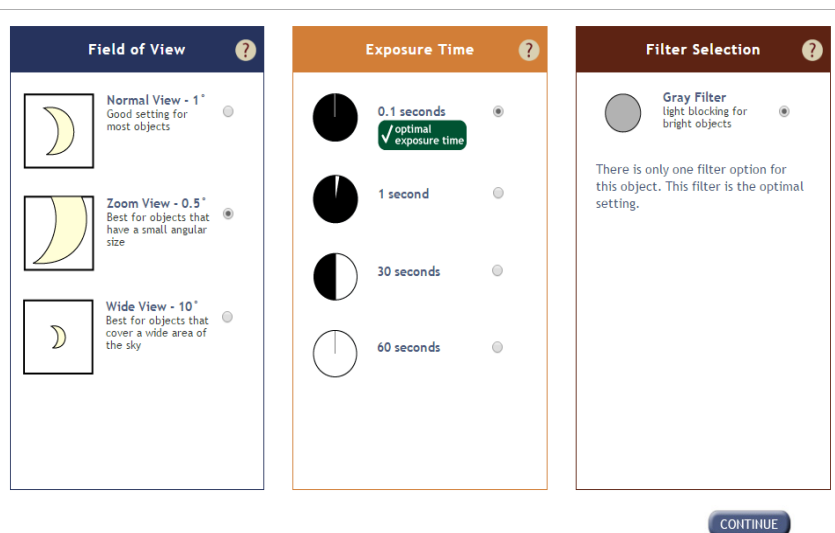 Field of View ?
Normal View - 1°
Good setting for
most objects
Zoom View - 0.5°
Best for objects that
have a small angular
size
Wide View - 10°
Best for objects that
cover a wide area of
the sky
Exposure Time ?
0.1 seconds
optimal
exposure time
1 second
30 seconds
60 seconds
Filter Selection ?
Gray Filter
light blocking for
bright objects
There is only one filter option for
this object. This filter is the optimal
setting.
CONTINUE